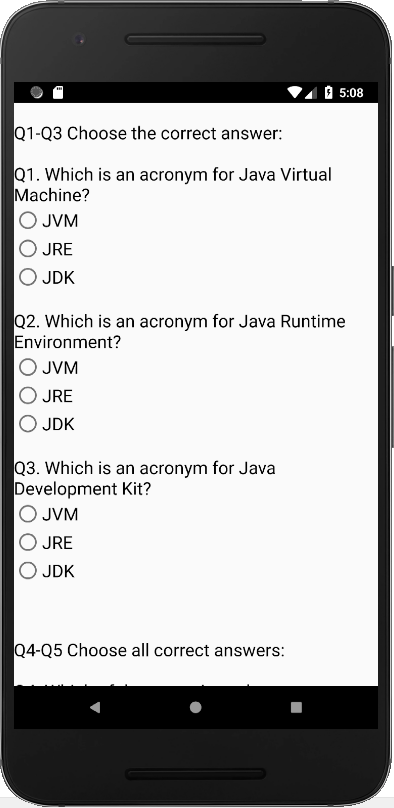 5:08
Q1-Q3 Choose the correct answer:
Q1. Which is an acronym for Java Virtual
Machine?
JVM
JRE
JDK
Q2. Which is an acronym for Java Runtime
Environment?
JVM
JRE
JDK
Q3. Which is an acronym for Java
Development Kit?
JVM
JRE
JDK
Q4-Q5 Choose all correct answers: